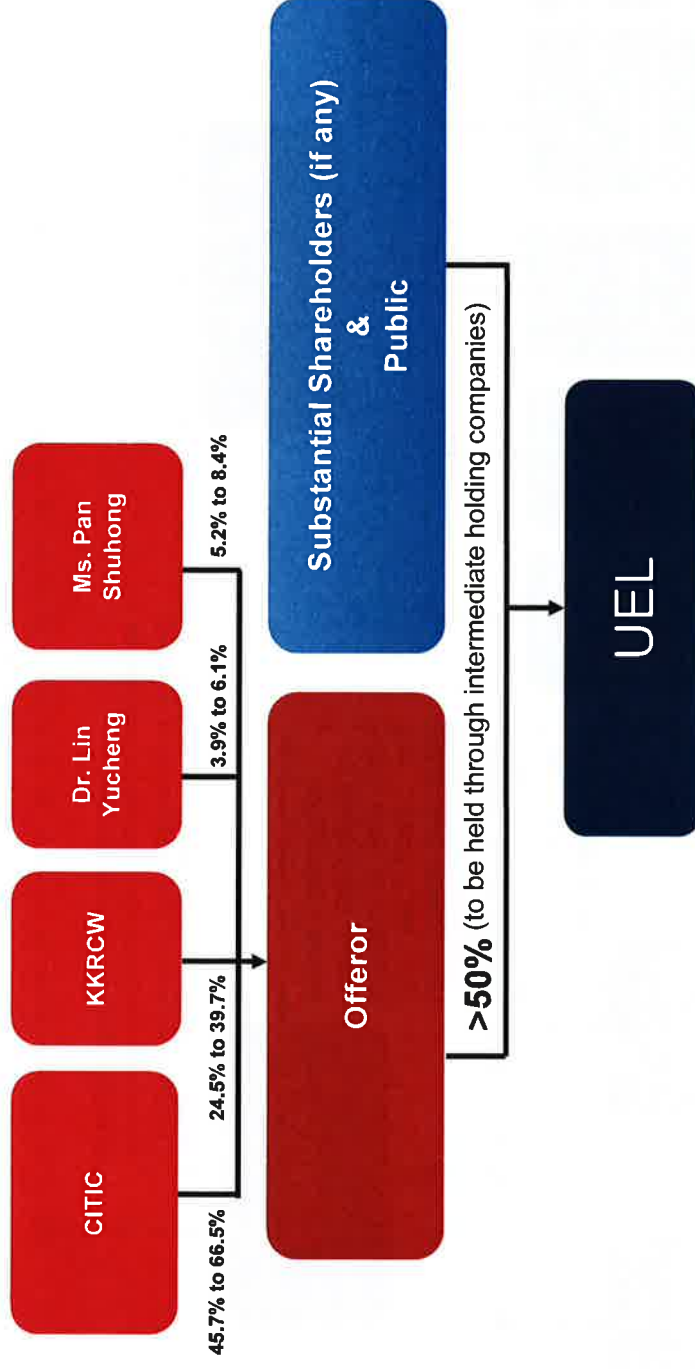 CITIC
KKRCW
Dr. Lin
Yucheng
Ms. Pan
Shuhong
45.7% to 66.5%
24.5% to 39.7%
3.9% to 6.1%
5.2% to 8.4%
Offeror
Substantial Shareholders (if any)
&
Public
>50% (to be held through intermediate holding companies)
UEL